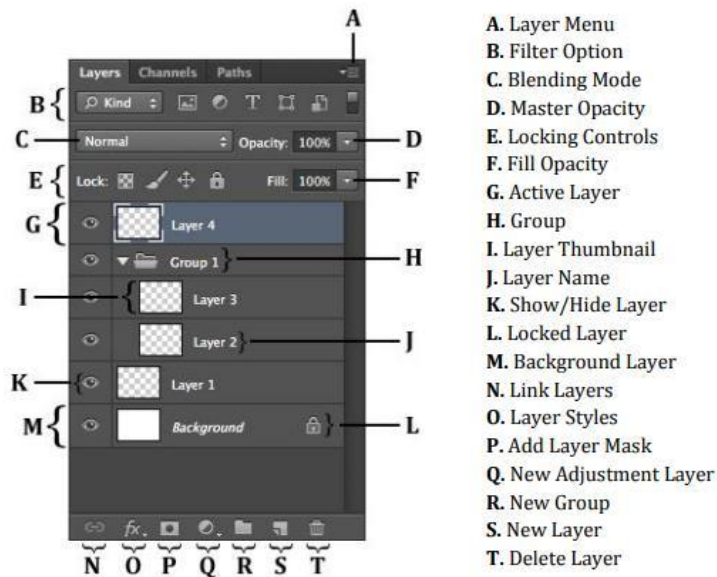 A
Layers Channels Paths
B Kind T
C Normal Opacity: 100% D
E Lock: Fill: 100% F
G Layer 4
Group 1 H
I Layer 3
Layer 2 J
K Layer 1
M Background L
fx.
N O P Q R S T
A. Layer Menu
B. Filter Option
C. Blending Mode
D. Master Opacity
E. Locking Controls
F. Fill Opacity
G. Active Layer
H. Group
I. Layer Thumbnail
J. Layer Name
K. Show/Hide Layer
L. Locked Layer
M. Background Layer
N. Link Layers
O. Layer Styles
P. Add Layer Mask
Q. New Adjustment Layer
R. New Group
S. New Layer
T. Delete Layer